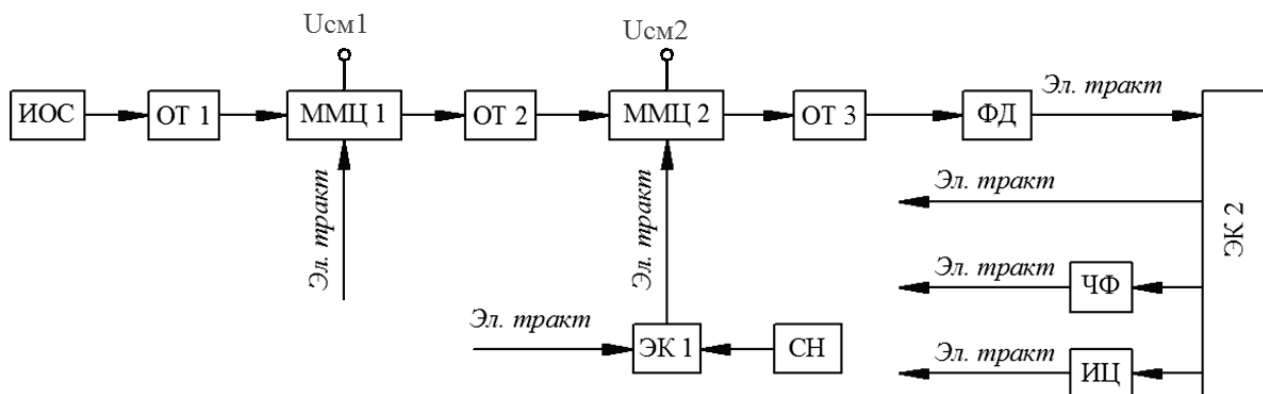 Uсм1
Uсм2
ИОС
ОТ 1
ММЦ 1
ОТ 2
ММЦ 2
ОТ 3
ФД
Эл. тракт
ЭК 2
Эл. тракт
Эл. тракт
Эл. тракт
Эл. тракт
ЧФ
Эл. тракт
ЭК 1
СН
Эл. тракт
ИЦ